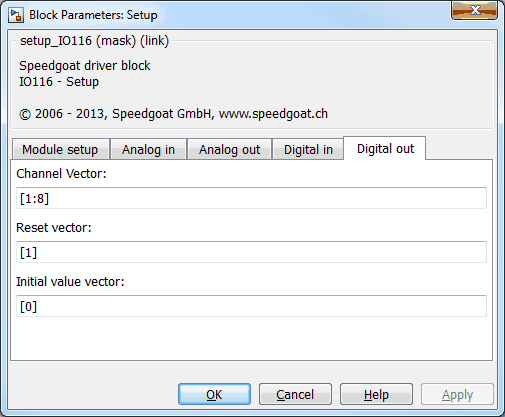 Block Parameters: Setup
setup_IO116 (mask) (link)
Speedgoat driver block
IO116 - Setup
© 2006 - 2013, Speedgoat GmbH, www.speedgoat.ch
Module setup Analog in Analog out Digital in Digital out
Channel Vector:
[1:8]
Reset vector:
[1]
Initial value vector:
[0]
OK Cancel Help Apply